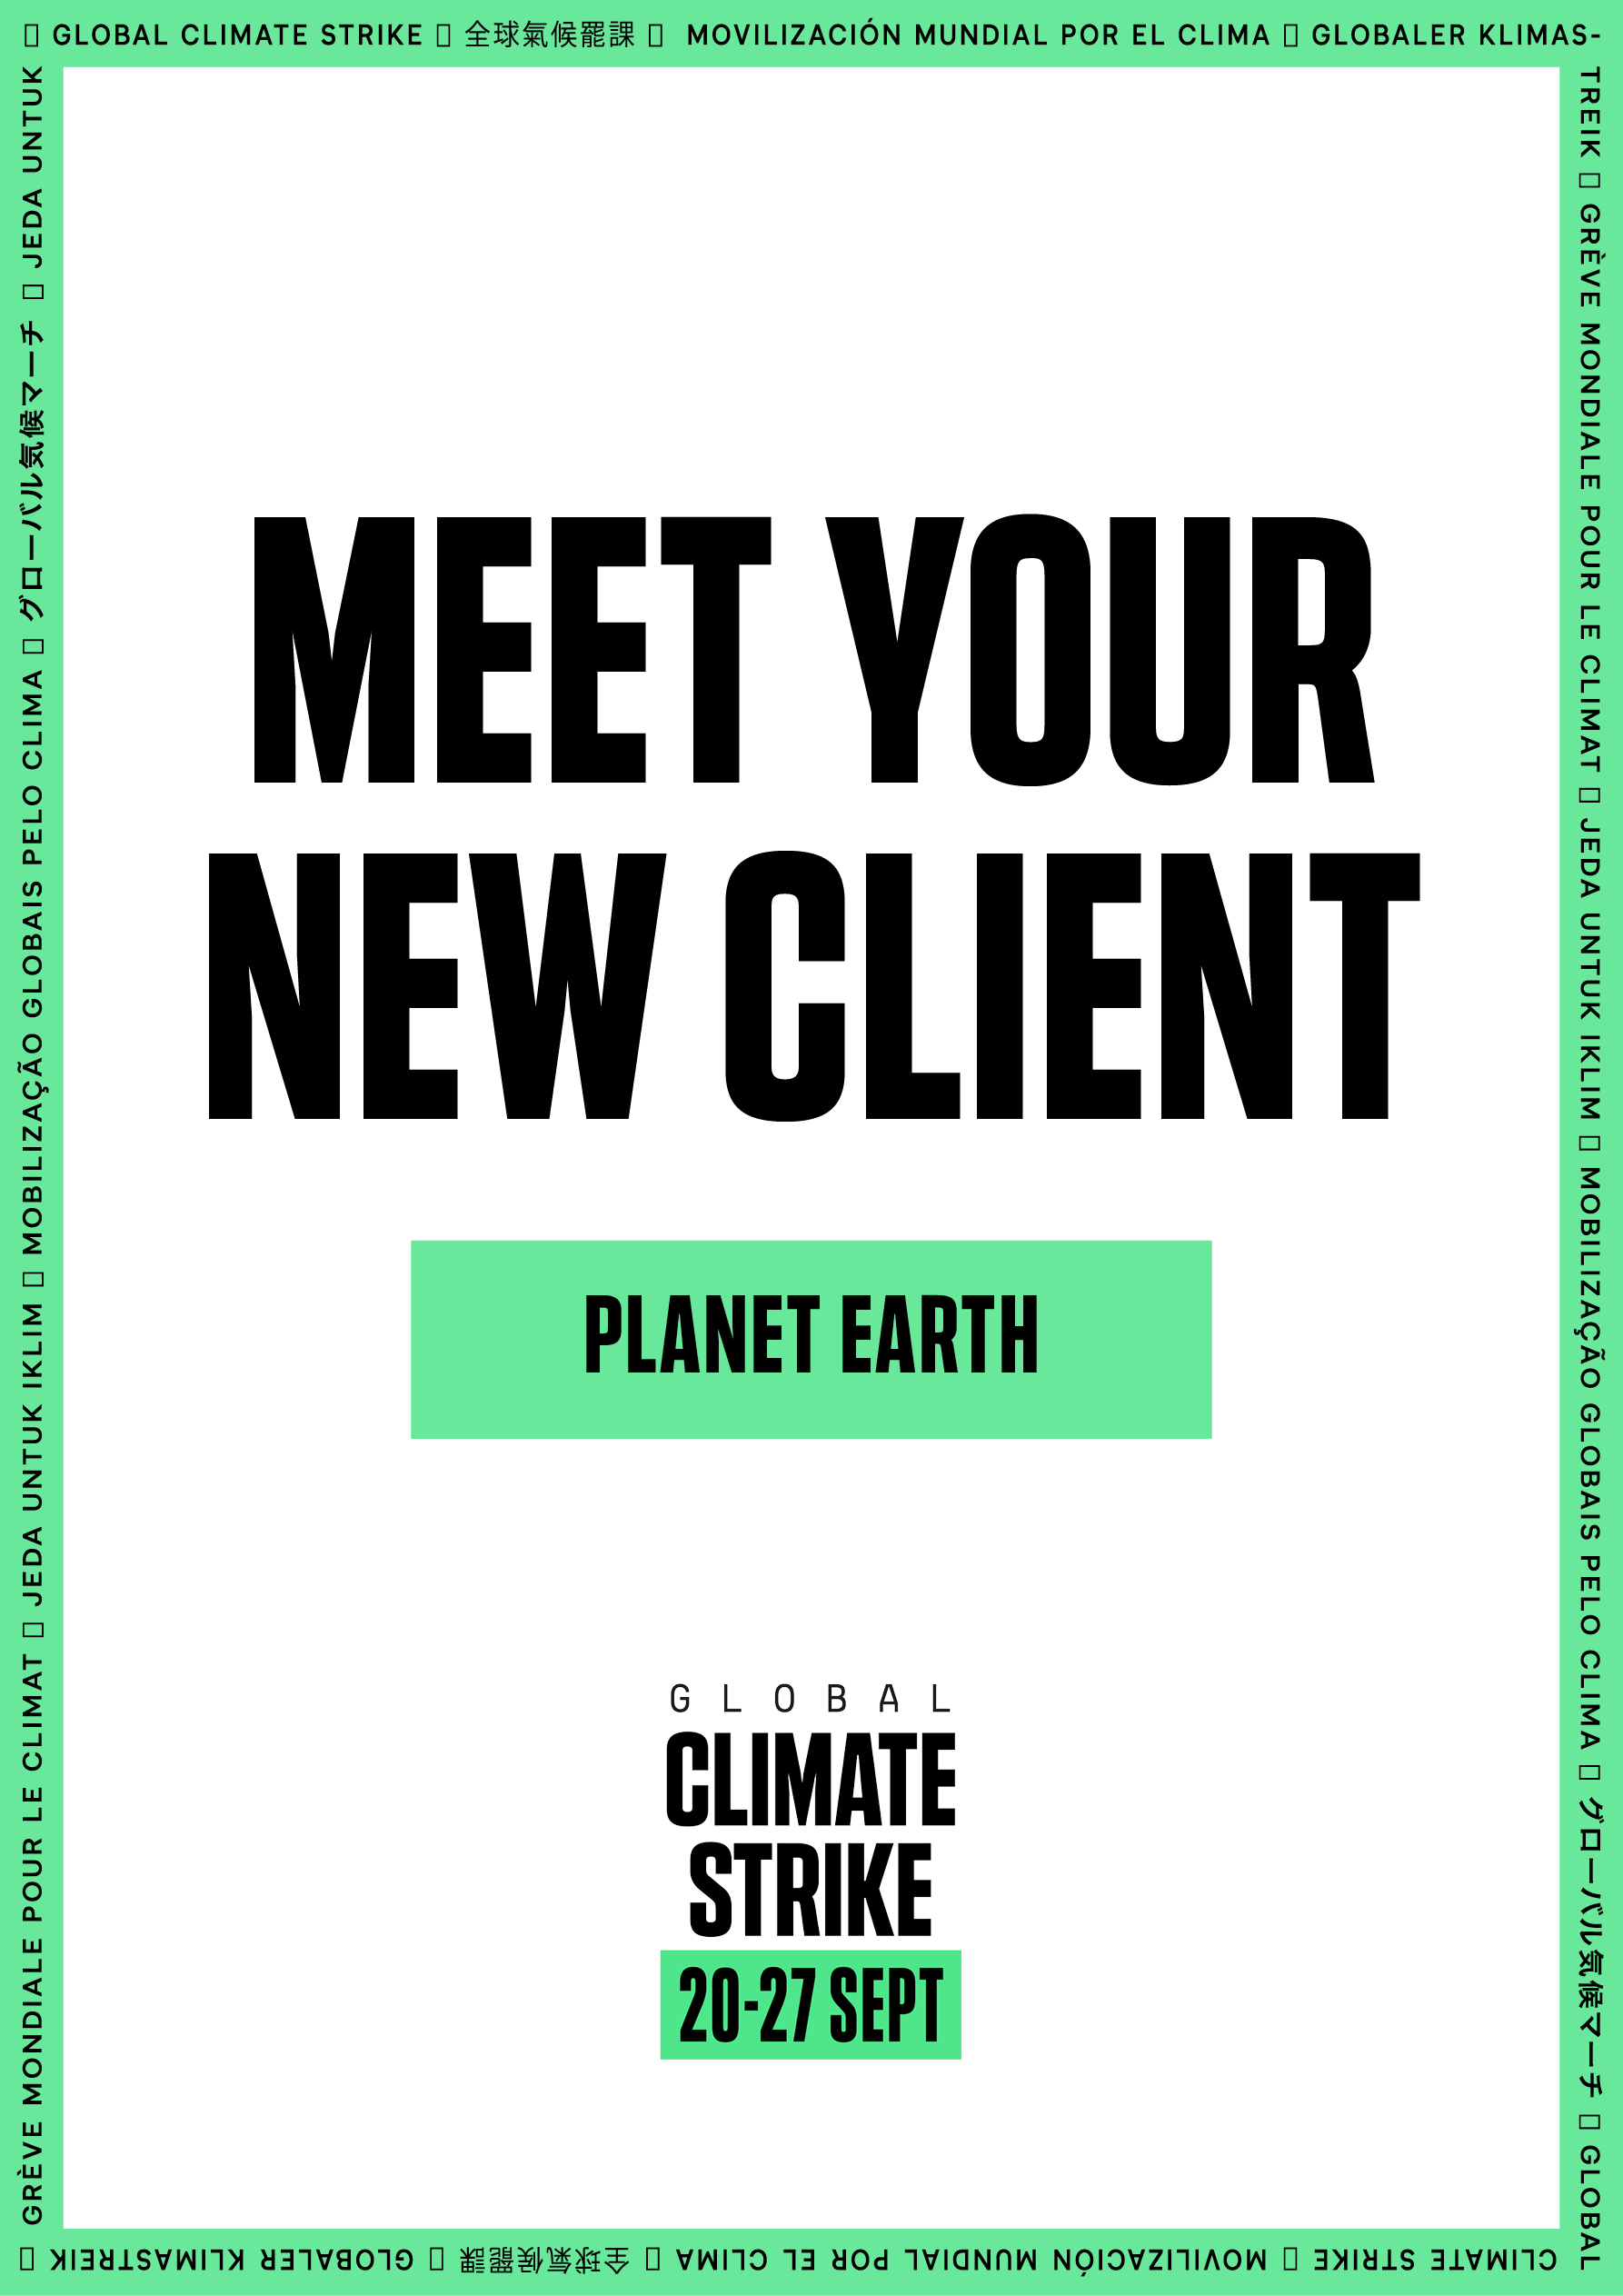 ▯ GLOBAL CLIMATE STRIKE ▯ 全球氣候罷課 ▯ MOVILIZACIÓN MUNDIAL POR EL CLIMA ▯ GLOBALER KLIMAS-
TREIK ▯ GRÈVE MONDIALE POUR LE CLIMAT ▯ JEDA UNTUK IKLIM ▯ MOBILIZAÇÃO GLOBAIS PELO CLIMA ▯ グローバル気候マーチ ▯ GLOBAL
CLIMATE STRIKE ▯ MOVILIZACIÓN MUNDIAL POR EL CLIMA ▯ 全球氣候罷課 ▯ GLOBALER KLIMASTREIK ▯
GRÈVE MONDIALE POUR LE CLIMAT ▯ JEDA UNTUK IKLIM ▯ MOBILIZAÇÃO GLOBAIS PELO CLIMA ▯ グローバル気候マーチ ▯ JEDA UNTUK
MEET YOUR
NEW CLIENT
PLANET EARTH
GLOBAL
CLIMATE
STRIKE
20-27 SEPT